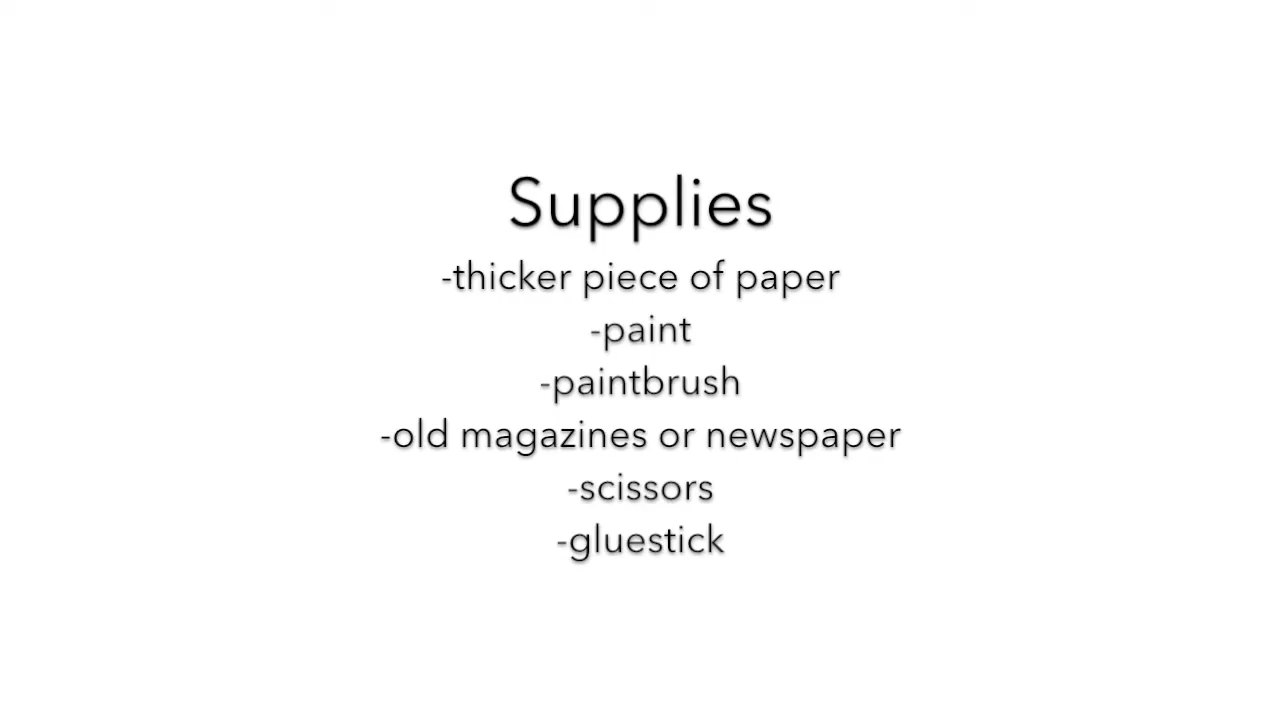 Supplies
-thicker piece of paper
-paint
-paintbrush
-old magazines or newspaper
-scissors
-gluestick